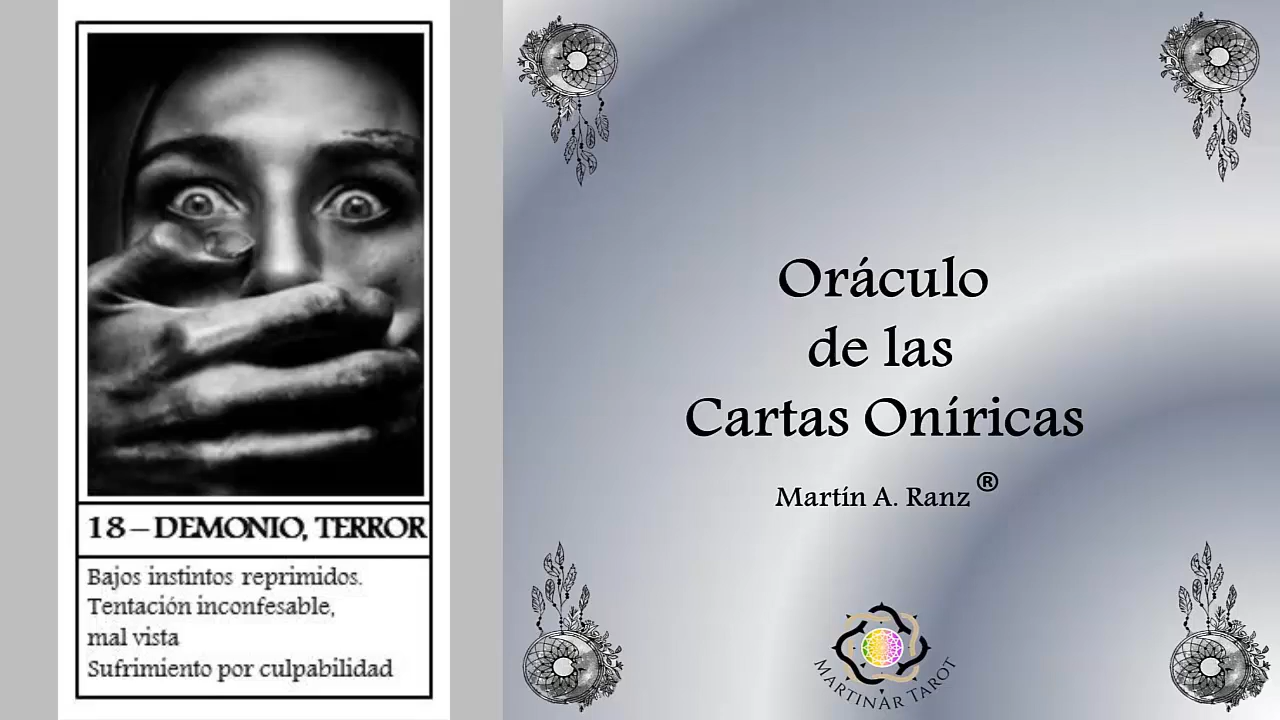 18 – DEMONIO, TERROR
Bajos instintos reprimidos.
Tentación inconfesable,
mal vista
Sufrimiento por culpabilidad
Oráculo
de las
Cartas Oníricas
Martín A. Ranz ®
MARTINAR TAROT